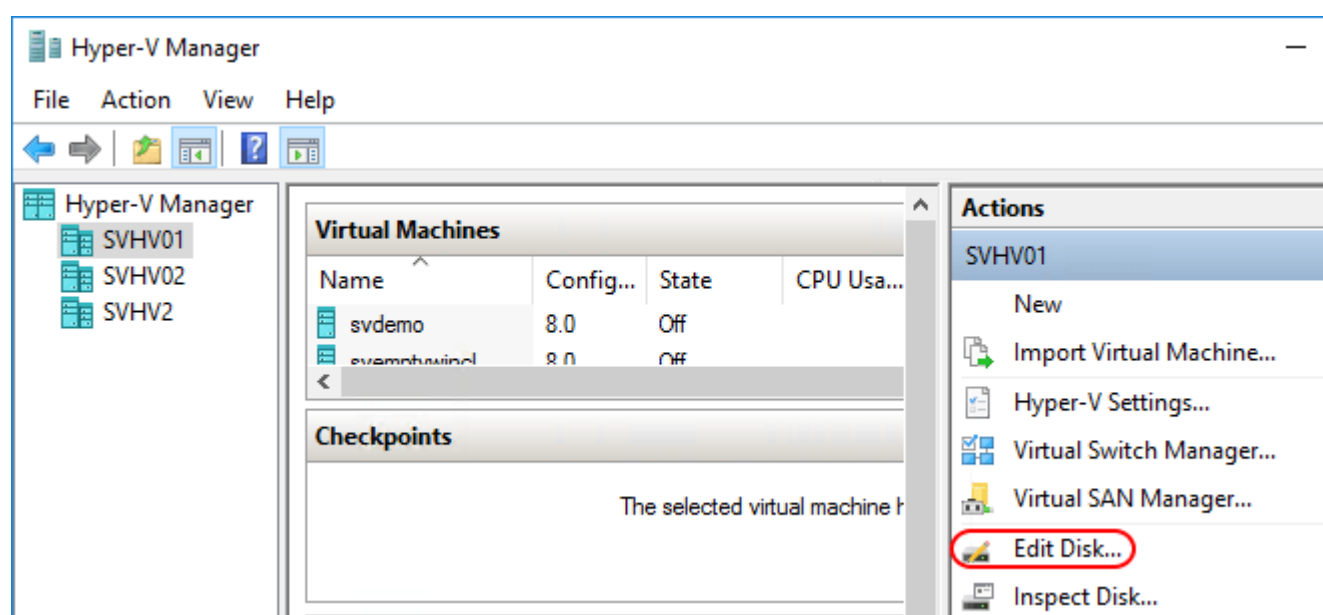 Hyper-V Manager
File Action View Help
Hyper-V Manager
SVHV01
SVHV02
SVHV2
Virtual Machines
Name Config... State CPU Usa...
svdemo 8.0 Off
svemptywincl 8.0 Off
Checkpoints
The selected virtual machine h
Actions
SVHV01
New
Import Virtual Machine...
Hyper-V Settings...
Virtual Switch Manager...
Virtual SAN Manager...
Edit Disk...
Inspect Disk...